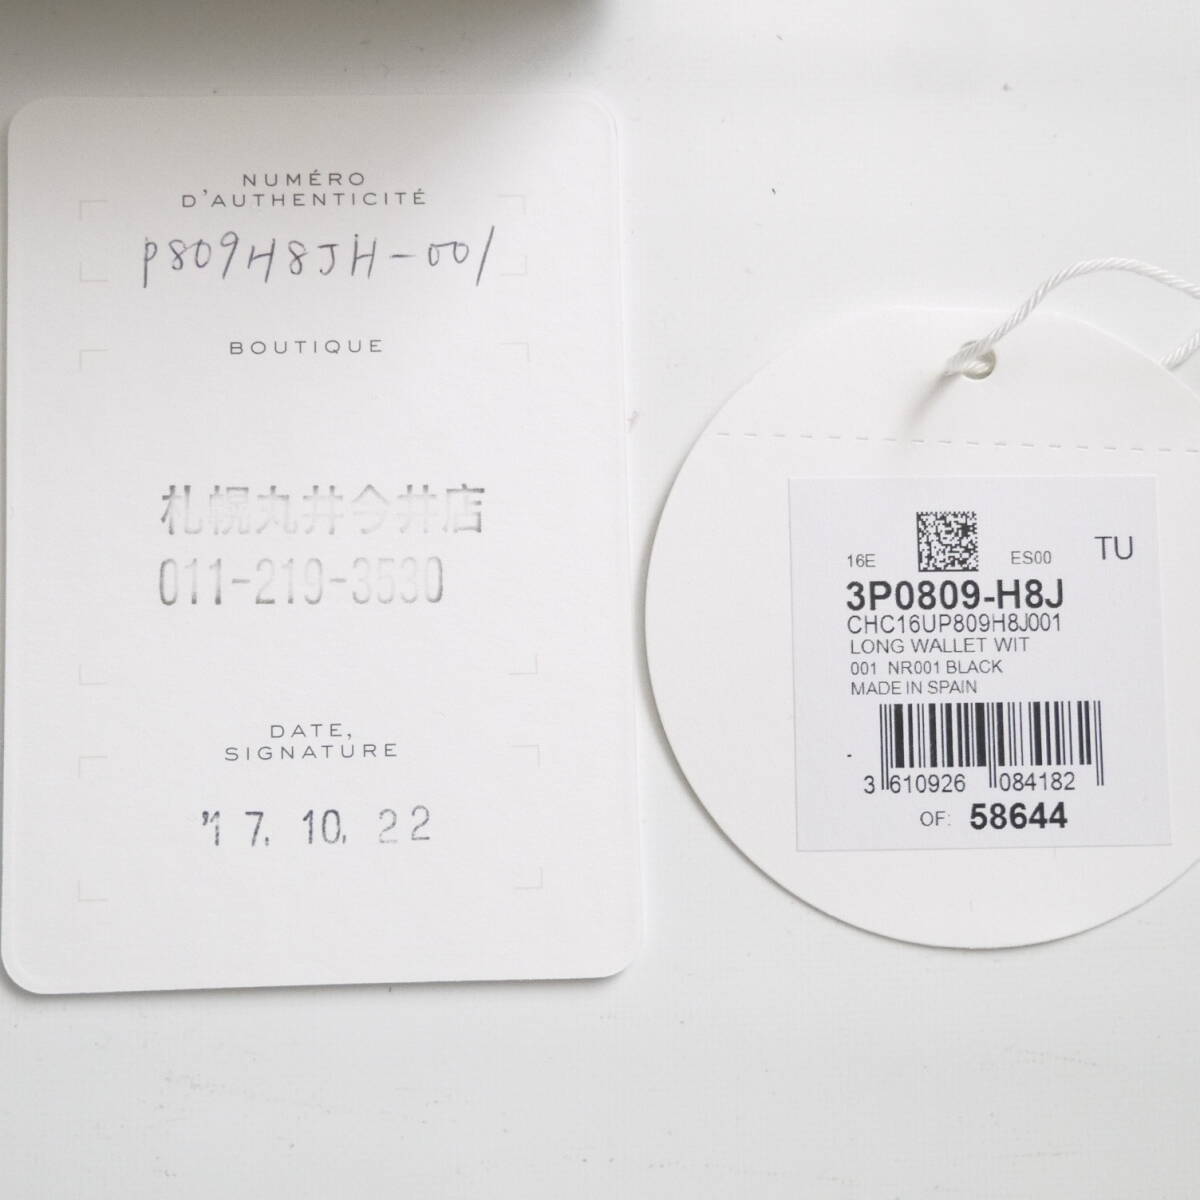 NUMÉRO
D'AUTHENTICITÉ
P809H8JH-001
BOUTIQUE
札幌丸井今井店
011-219-3530
DATE,
SIGNATURE
'17. 10. 22
16E
ES00
TU
3P0809-H8J
CHC16UP809H8J001
LONG WALLET WIT
001 NR001 BLACK
MADE IN SPAIN
3 610926 084182
OF: 58644